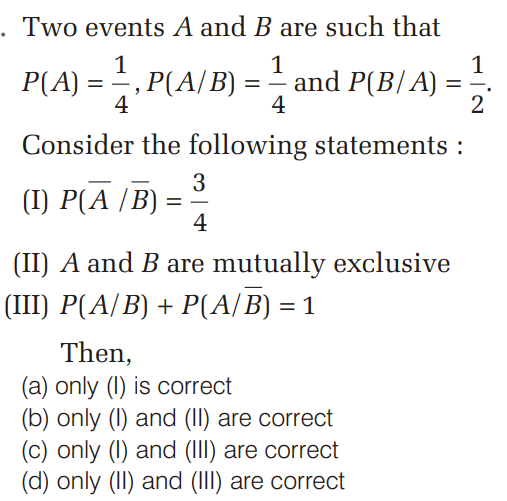 . Two events A and B are such that
P(A) = 1/4, P(A/B) = 1/4 and P(B/A) = 1/2.
Consider the following statements :
(I) P(A̅ /B̅) = 3/4
(II) A and B are mutually exclusive
(III) P(A/B) + P(A/B̅) = 1
Then,
(a) only (I) is correct
(b) only (I) and (II) are correct
(c) only (I) and (III) are correct
(d) only (II) and (III) are correct